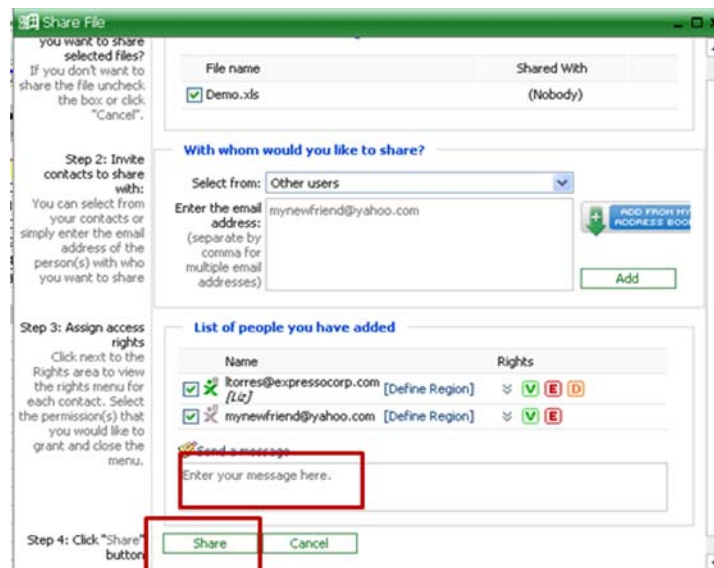 Share File
you want to share
selected files?
If you don't want to
share the file uncheck
the box or click
"Cancel".
File name Shared With
Demo.xls (Nobody)
Step 2: Invite
contacts to share
with:
You can select from
your contacts or
simply enter the email
address of the
person(s) with who
you want to share
With whom would you like to share?
Select from: Other users
Enter the email
address:
(separate by
comma for
multiple email
addresses)
mynewfriend@yahoo.com
ADD FROM MY
ADDRESS BOO
Add
Step 3: Assign access
rights
Click next to the
Rights area to view
the rights menu for
each contact. Select
the permission(s) that
you would like to
grant and close the
menu.
List of people you have added
Name Rights
ltorres@expressocorp.com [Define Region] V E D
[Liz]
mynewfriend@yahoo.com [Define Region] V E
Send a message
Enter your message here.
Step 4: Click "Share"
button
Share Cancel